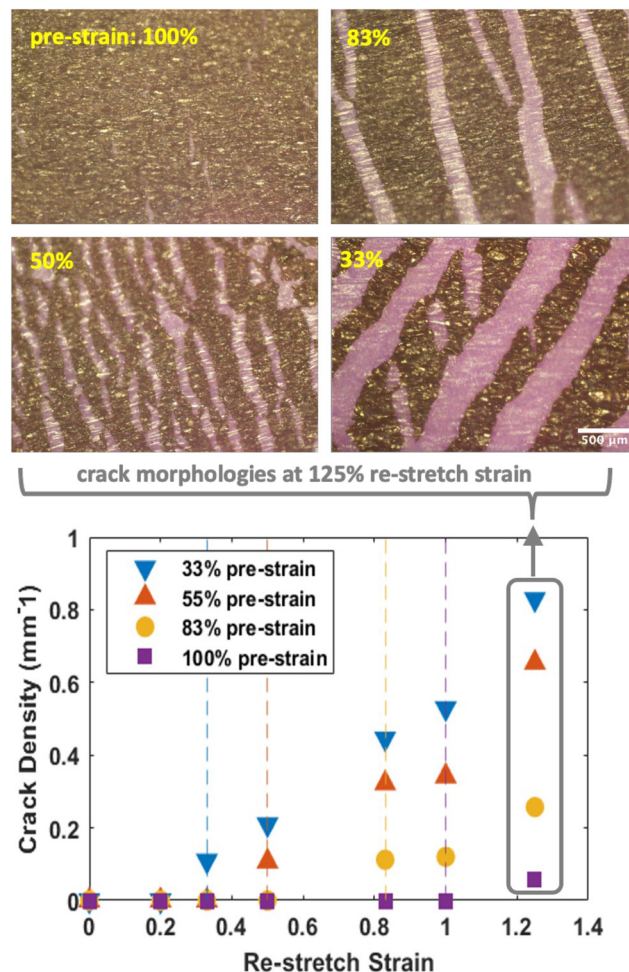 pre-strain: 100%
83%
50%
33%
500 µm
crack morphologies at 125% re-stretch strain
33% pre-strain
55% pre-strain
83% pre-strain
100% pre-strain
Crack Density (mm⁻1)
1
0.8
0.6
0.4
0.2
0
0 0.2 0.4 0.6 0.8 1 1.2 1.4
Re-stretch Strain